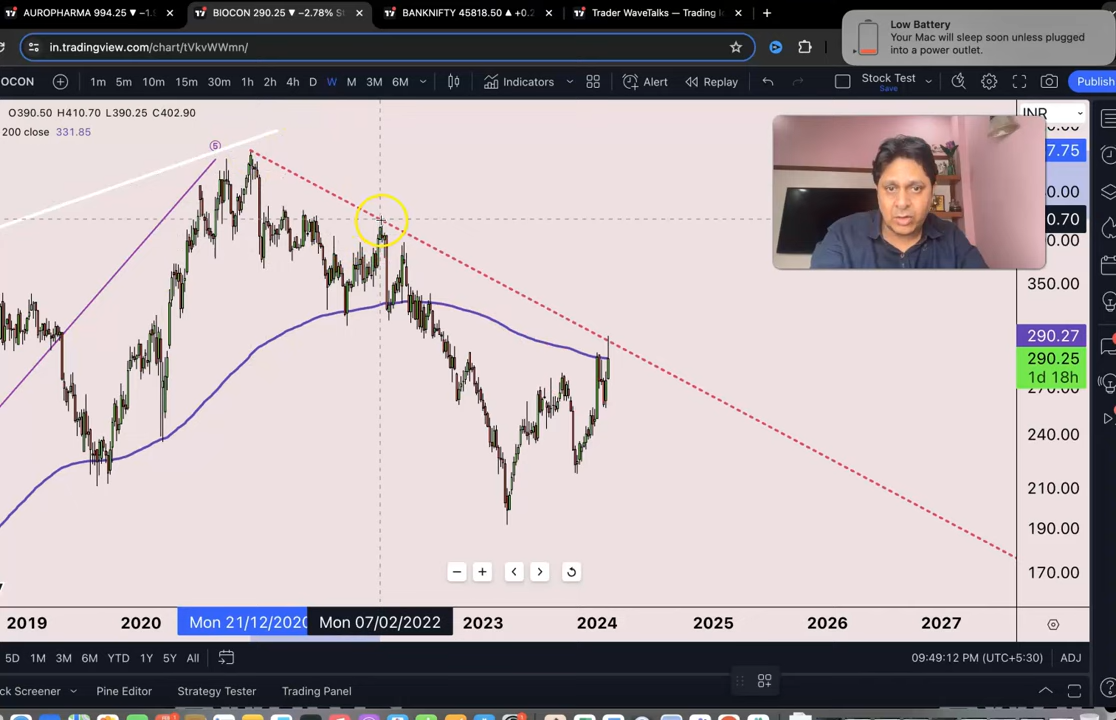 AUROPHARMA 994.25 ▼ −1.
BIOCON 290.25 ▼ −2.78% St
BANKNIFTY 45818.50 ▲ +0.2
Trader WaveTalks — Trading I
Low Battery
Your Mac will sleep soon unless plugged
into a power outlet.
in.tradingview.com/chart/tVkvWWmn/
OCON
1m 5m 10m 15m 30m 1h 2h 4h D W M 3M 6M
Indicators
Alert
Replay
Stock Test
Save
Publish
O390.50 H410.70 L390.25 C402.90
INR
200 close 331.85
5
7.75
0.00
0.70
350.00
290.27
290.25
1d 18h
240.00
210.00
190.00
170.00
2019 2020 Mon 21/12/2020 Mon 07/02/2022 2023 2024 2025 2026 2027
5D 1M 3M 6M YTD 1Y 5Y All
09:49:12 PM (UTC+5:30) ADJ
ck Screener Pine Editor Strategy Tester Trading Panel